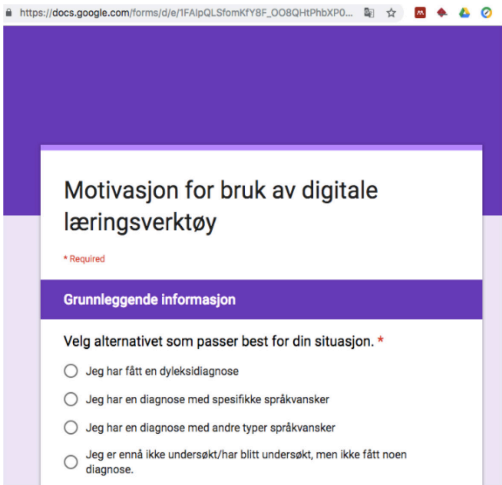 https://docs.google.com/forms/d/e/1FAIpQLSfomKfY8F_OO8QHtPhbXP0...
Motivasjon for bruk av digitale
læringsverktøy
* Required
Grunnleggende informasjon
Velg alternativet som passer best for din situasjon. *
Jeg har fått en dyleksidiagnose
Jeg har en diagnose med spesifikke språkvansker
Jeg har en diagnose med andre typer språkvansker
Jeg er ennå ikke undersøkt/har blitt undersøkt, men ikke fått noen
diagnose.